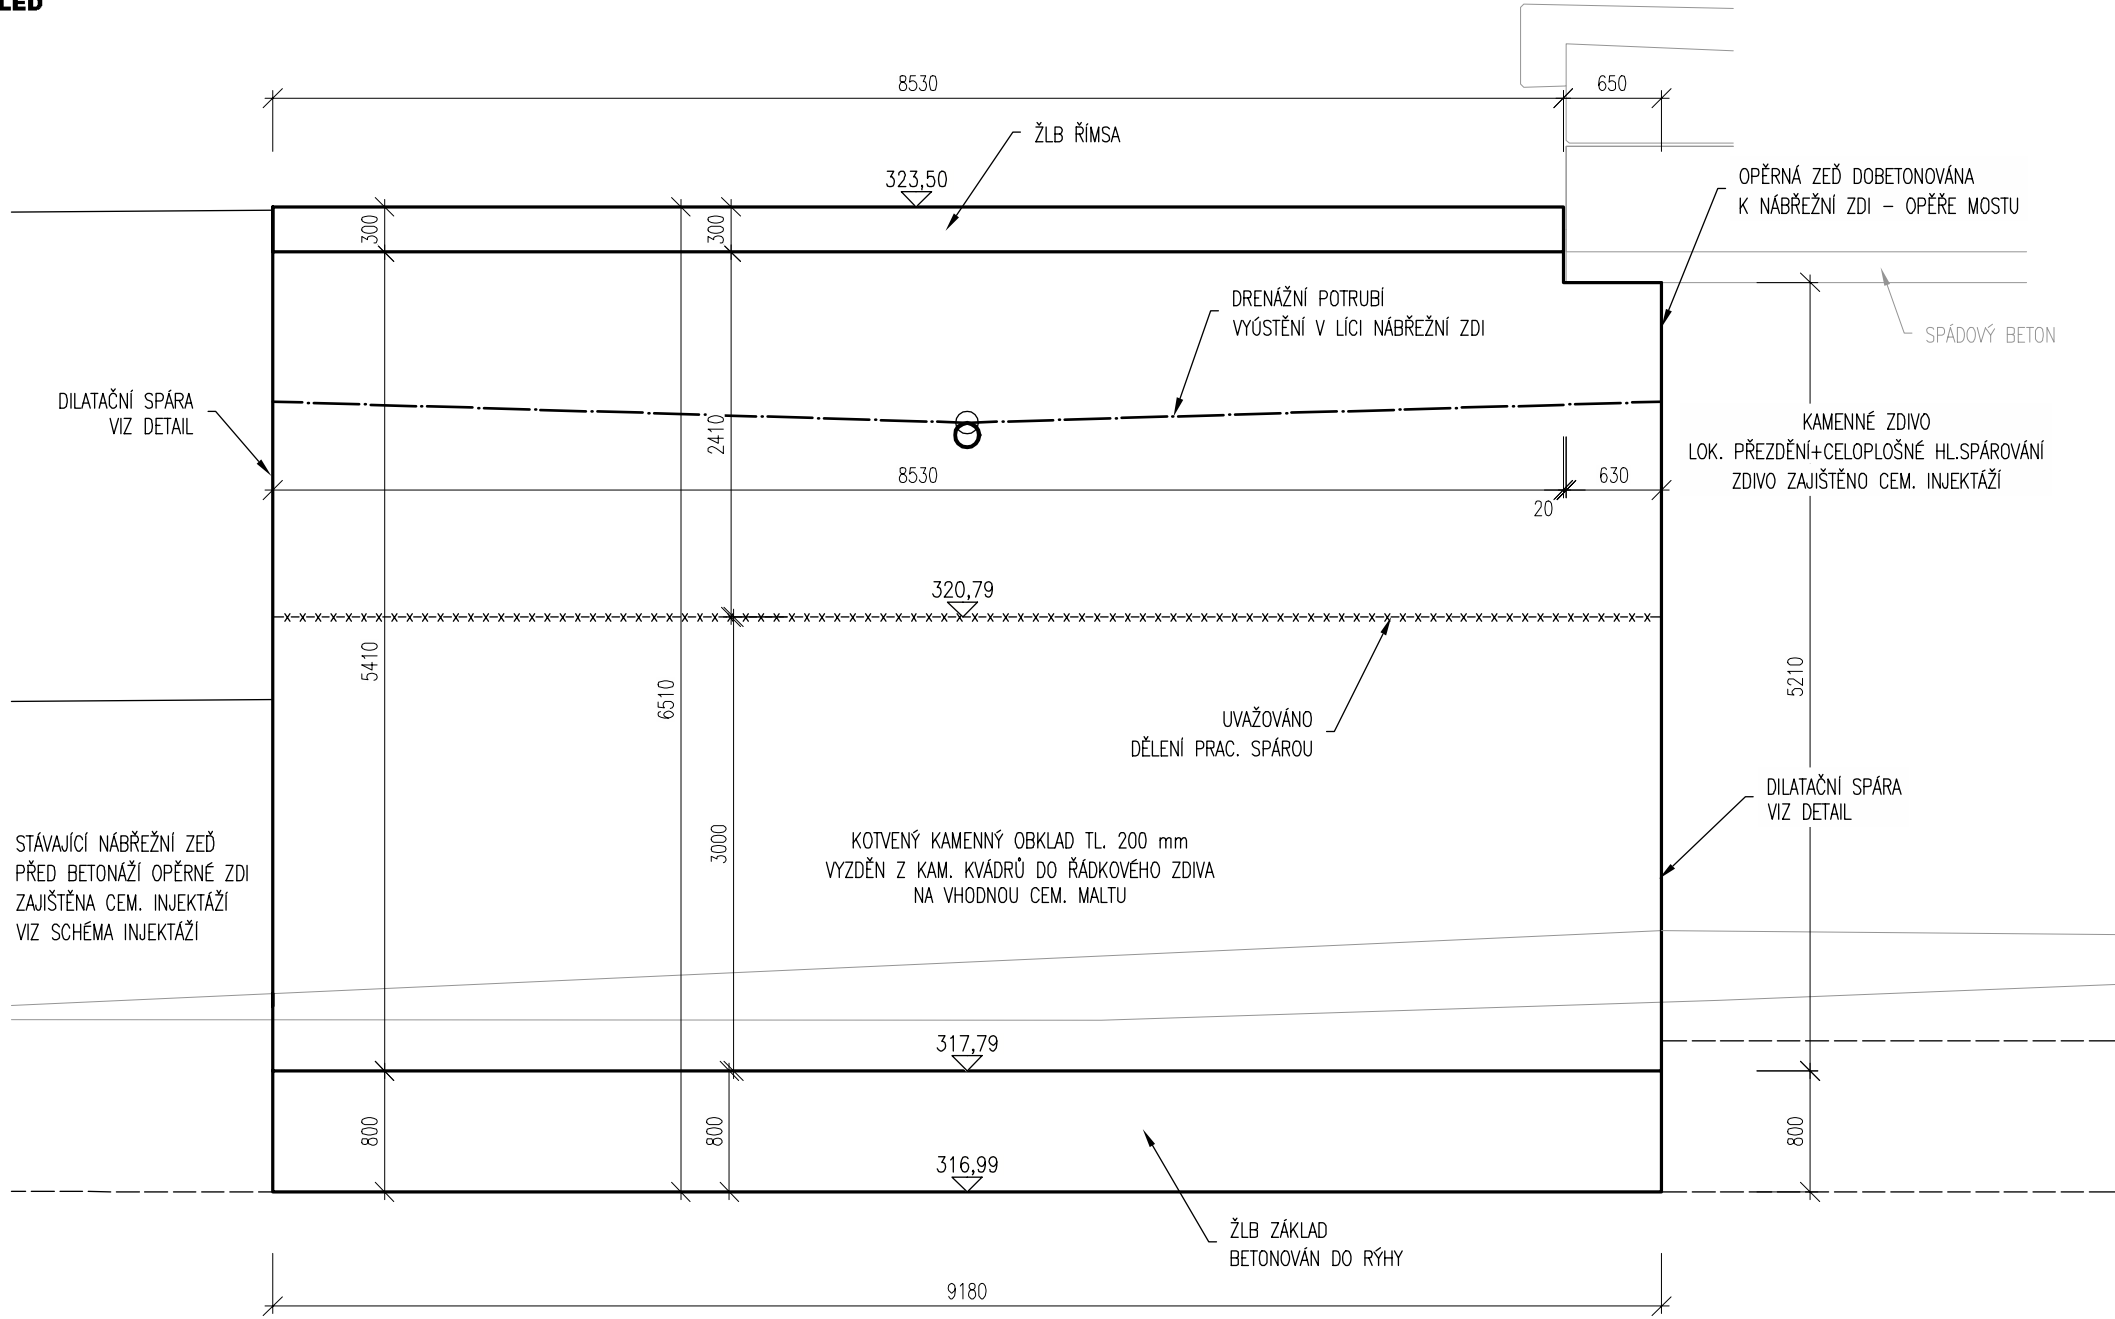 LED
8530
650
ŽLB ŘÍMSA
323,50
OPĚRNÁ ZEĎ DOBETONOVÁNA
K NÁBŘEŽNÍ ZDI – OPĚŘE MOSTU
300
300
DRENÁŽNÍ POTRUBÍ
VYÚSTĚNÍ V LÍCI NÁBŘEŽNÍ ZDI
SPÁDOVÝ BETON
DILATAČNÍ SPÁRA
VIZ DETAIL
2410
KAMENNÉ ZDIVO
LOK. PŘEZDĚNÍ+CELOPLOŠNÉ HL.SPÁROVÁNÍ
ZDIVO ZAJIŠTĚNO CEM. INJEKTÁŽÍ
8530
630
20
320,79
5410
6510
5210
UVAŽOVÁNO
DĚLENÍ PRAC. SPÁROU
DILATAČNÍ SPÁRA
VIZ DETAIL
STÁVAJÍCÍ NÁBŘEŽNÍ ZEĎ
PŘED BETONÁŽÍ OPĚRNÉ ZDI
ZAJIŠTĚNA CEM. INJEKTÁŽÍ
VIZ SCHÉMA INJEKTÁŽÍ
3000
KOTVENÝ KAMENNÝ OBKLAD TL. 200 mm
VYZDĚN Z KAM. KVÁDRŮ DO ŘÁDKOVÉHO ZDIVA
NA VHODNOU CEM. MALTU
317,79
800
800
800
316,99
ŽLB ZÁKLAD
BETONOVÁN DO RÝHY
9180